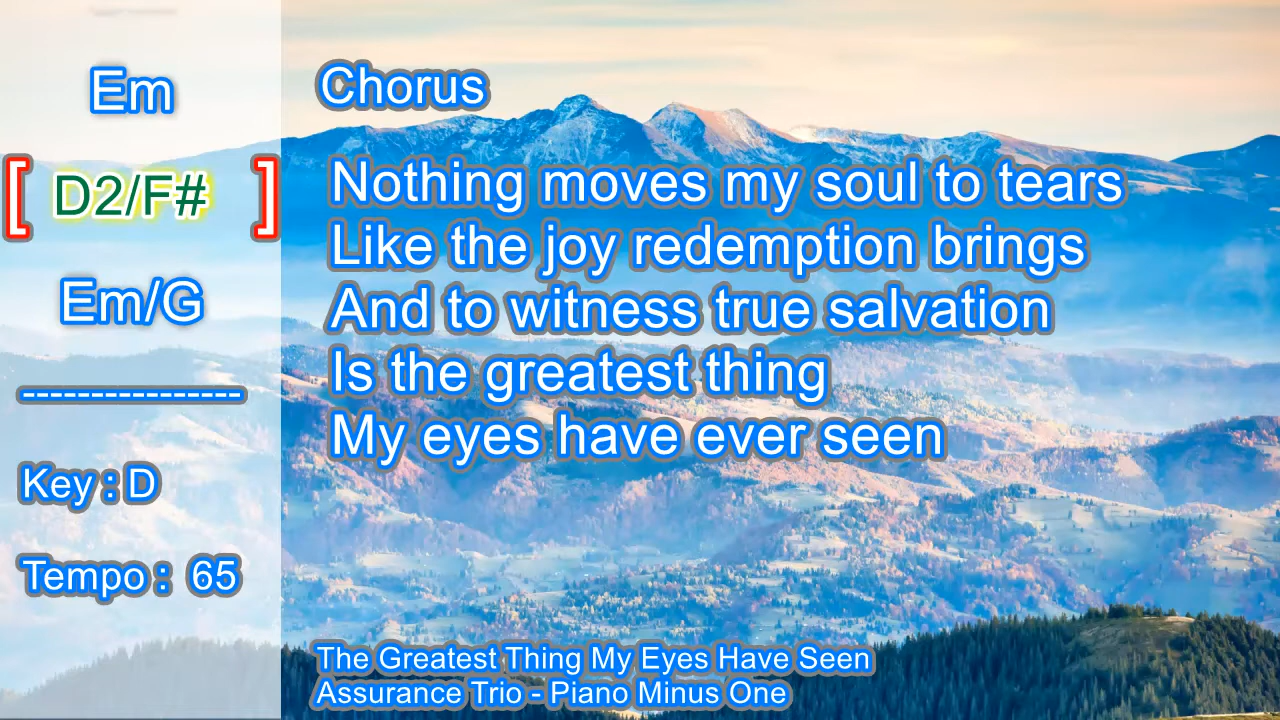 Em
[ D2/F# ]
Em/G
----------------
Key : D
Tempo : 65
Chorus
Nothing moves my soul to tears
Like the joy redemption brings
And to witness true salvation
Is the greatest thing
My eyes have ever seen
The Greatest Thing My Eyes Have Seen
Assurance Trio - Piano Minus One